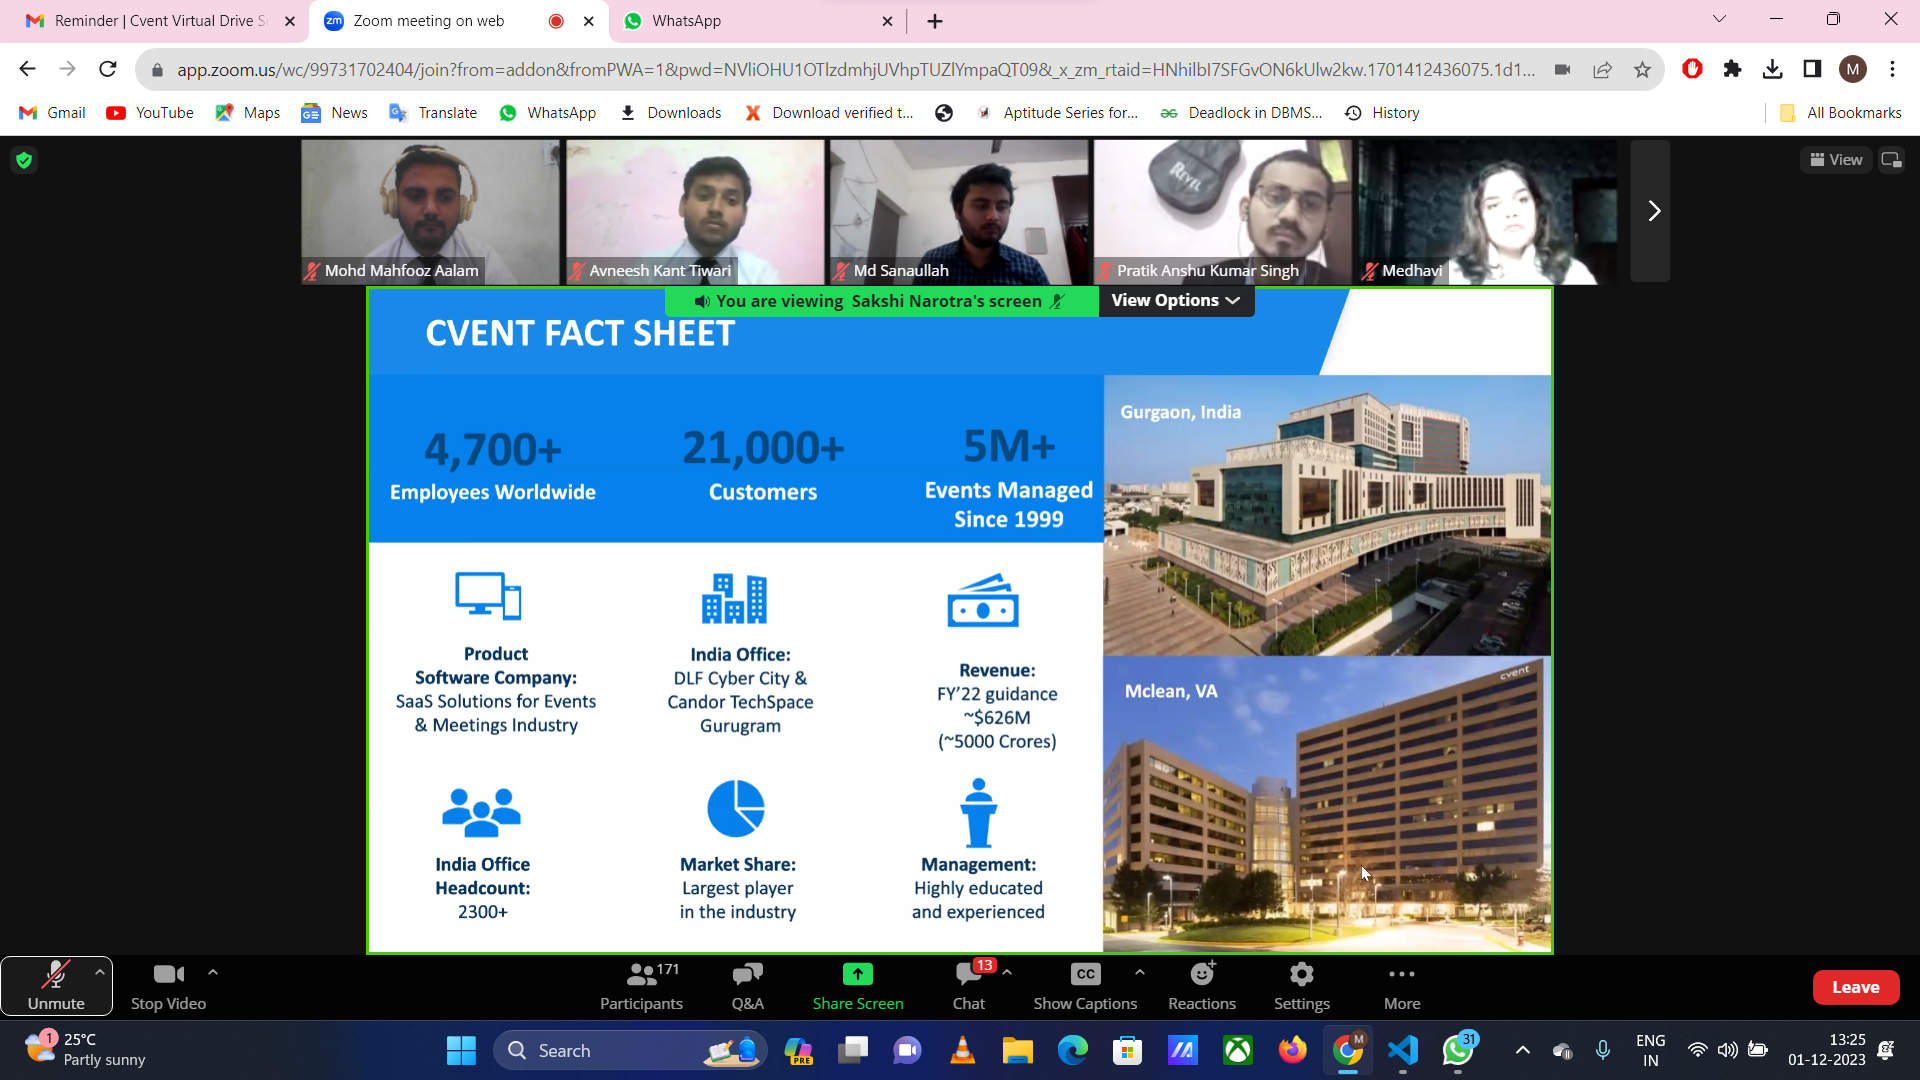 Reminder | Cvent Virtual Drive S
Zoom meeting on web
WhatsApp
app.zoom.us/wc/99731702404/join?from=addon&fromPWA=1&pwd=NVliOHU1OTlzdmhjUVhpTUZlYmpaQT09&_x_zm_rtaid=HNhilbI7SFGvON6kUlw2kw.1701412436075.1d1...
M
Gmail
YouTube
Maps
News
Translate
WhatsApp
Downloads
Download verified t...
Aptitude Series for...
Deadlock in DBMS...
History
All Bookmarks
View
REVEL
Mohd Mahfooz Aalam
Avneesh Kant Tiwari
Md Sanaullah
Pratik Anshu Kumar Singh
Medhavi
You are viewing Sakshi Narotra's screen
View Options
CVENT FACT SHEET
4,700+
Employees Worldwide
21,000+
Customers
5M+
Events Managed
Since 1999
Gurgaon, India
Product
Software Company:
SaaS Solutions for Events
& Meetings Industry
India Office:
DLF Cyber City &
Candor TechSpace
Gurugram
Revenue:
FY'22 guidance
~$626M
(~5000 Crores)
Mclean, VA
cvent
India Office
Headcount:
2300+
Market Share:
Largest player
in the industry
Management:
Highly educated
and experienced
Unmute
Stop Video
171
Participants
Q&A
Share Screen
13
Chat
CC
Show Captions
Reactions
Settings
More
Leave
1
25°C
Partly sunny
Search
PRE
M
31
ENG
IN
13:25
01-12-2023